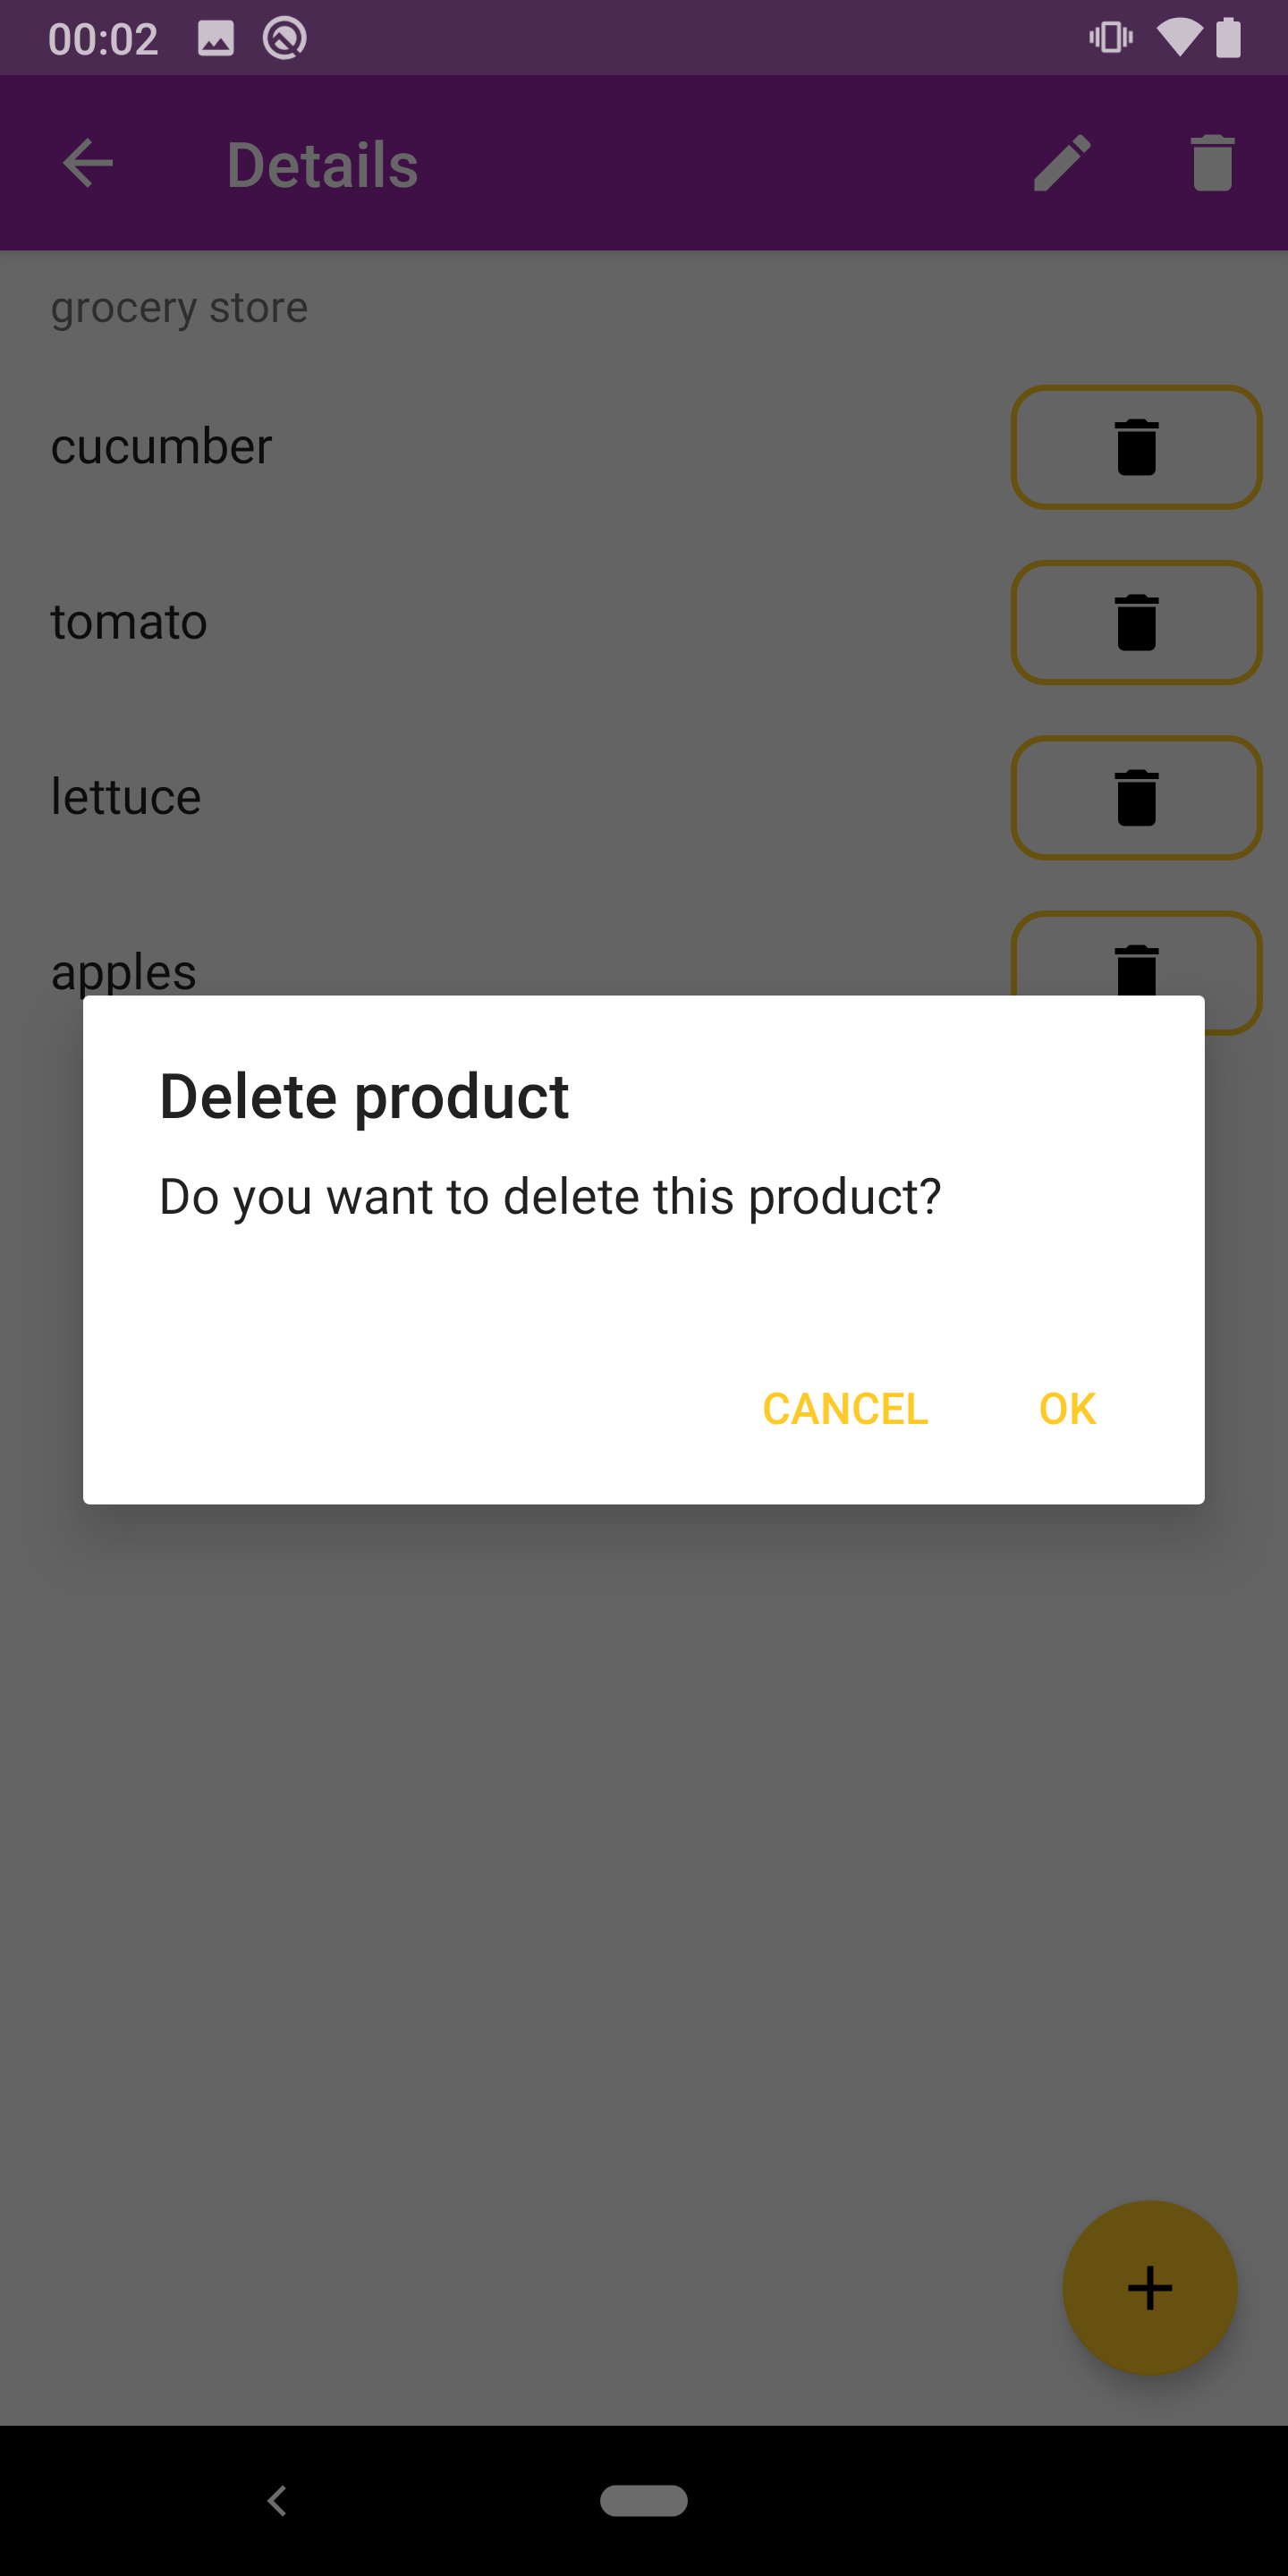 00:02
Details
grocery store
cucumber
tomato
lettuce
apples
Delete product
Do you want to delete this product?
CANCEL OK